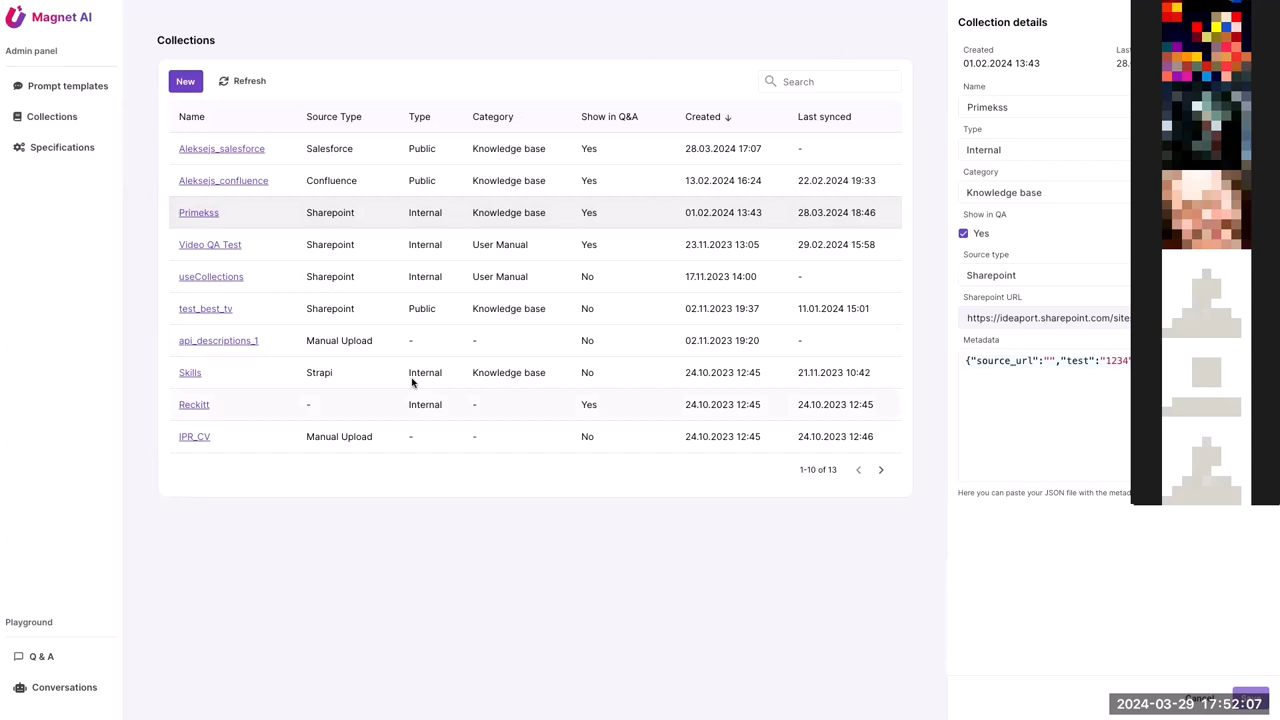 Magnet AI
Admin panel
Prompt templates
Collections
Specifications
Playground
Q & A
Conversations
Collections
New Refresh Search
Name Source Type Type Category Show in Q&A Created Last synced
Aleksejs_salesforce Salesforce Public Knowledge base Yes 28.03.2024 17:07 -
Aleksejs_confluence Confluence Public Knowledge base Yes 13.02.2024 16:24 22.02.2024 19:33
Primekss Sharepoint Internal Knowledge base Yes 01.02.2024 13:43 28.03.2024 18:46
Video QA Test Sharepoint Internal User Manual Yes 23.11.2023 13:05 29.02.2024 15:58
useCollections Sharepoint Internal User Manual No 17.11.2023 14:00 -
test_best_tv Sharepoint Public Knowledge base No 02.11.2023 19:37 11.01.2024 15:01
api_descriptions_1 Manual Upload - - No 02.11.2023 19:20 -
Skills Strapi Internal Knowledge base No 24.10.2023 12:45 21.11.2023 10:42
Reckitt - Internal Yes 24.10.2023 12:45 24.10.2023 12:45
IPR_CV Manual Upload - - No 24.10.2023 12:45 24.10.2023 12:46
1-10 of 13
Collection details
Created Las
01.02.2024 13:43 28.
Name
Primekss
Type
Internal
Category
Knowledge base
Show in QA
Yes
Source type
Sharepoint
Sharepoint URL
https://ideaport.sharepoint.com/site
Metadata
{"source_url":"","test":"1234"
Here you can paste your JSON file with the metad
Cancel
2024-03-29 17:52:07